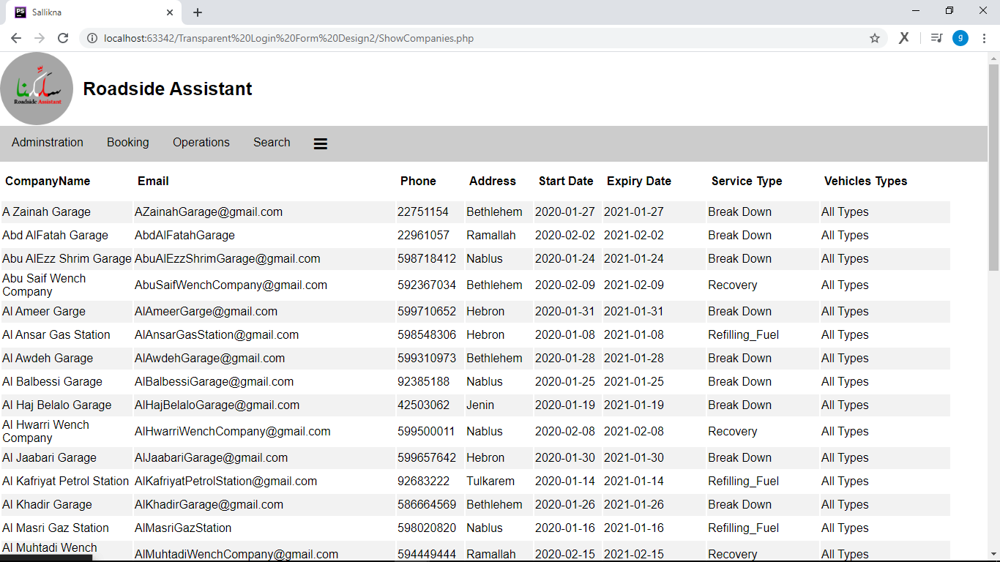 PS Sallikna
localhost:63342/Transparent%20Login%20Form%20Design2/ShowCompanies.php
X
g
سلكنا
Roadside Assistant
Roadside Assistant
Adminstration Booking Operations Search
CompanyName Email Phone Address Start Date Expiry Date Service Type Vehicles Types
A Zainah Garage AZainahGarage@gmail.com 22751154 Bethlehem 2020-01-27 2021-01-27 Break Down All Types
Abd AlFatah Garage AbdAlFatahGarage 22961057 Ramallah 2020-02-02 2021-02-02 Break Down All Types
Abu AlEzz Shrim Garage AbuAlEzzShrimGarage@gmail.com 598718412 Nablus 2020-01-24 2021-01-24 Break Down All Types
Abu Saif Wench
Company AbuSaifWenchCompany@gmail.com 592367034 Bethlehem 2020-02-09 2021-02-09 Recovery All Types
Al Ameer Garge AlAmeerGarge@gmail.com 599710652 Hebron 2020-01-31 2021-01-31 Break Down All Types
Al Ansar Gas Station AlAnsarGasStation@gmail.com 598548306 Hebron 2020-01-08 2021-01-08 Refilling_Fuel All Types
Al Awdeh Garage AlAwdehGarage@gmail.com 599310973 Bethlehem 2020-01-28 2021-01-28 Break Down All Types
Al Balbessi Garage AlBalbessiGarage@gmail.com 92385188 Nablus 2020-01-25 2021-01-25 Break Down All Types
Al Haj Belalo Garage AlHajBelaloGarage@gmail.com 42503062 Jenin 2020-01-19 2021-01-19 Break Down All Types
Al Hwarri Wench
Company AlHwarriWenchCompany@gmail.com 599500011 Nablus 2020-02-08 2021-02-08 Recovery All Types
Al Jaabari Garage AlJaabariGarage@gmail.com 599657642 Hebron 2020-01-30 2021-01-30 Break Down All Types
Al Kafriyat Petrol Station AlKafriyatPetrolStation@gmail.com 92683222 Tulkarem 2020-01-14 2021-01-14 Refilling_Fuel All Types
Al Khadir Garage AlKhadirGarage@gmail.com 586664569 Bethlehem 2020-01-26 2021-01-26 Break Down All Types
Al Masri Gaz Station AlMasriGazStation 598020820 Nablus 2020-01-16 2021-01-16 Refilling_Fuel All Types
Al Muhtadi Wench
AlMuhtadiWenchCompany@gmail.com 594449444 Ramallah 2020-02-15 2021-02-15 Recovery All Types